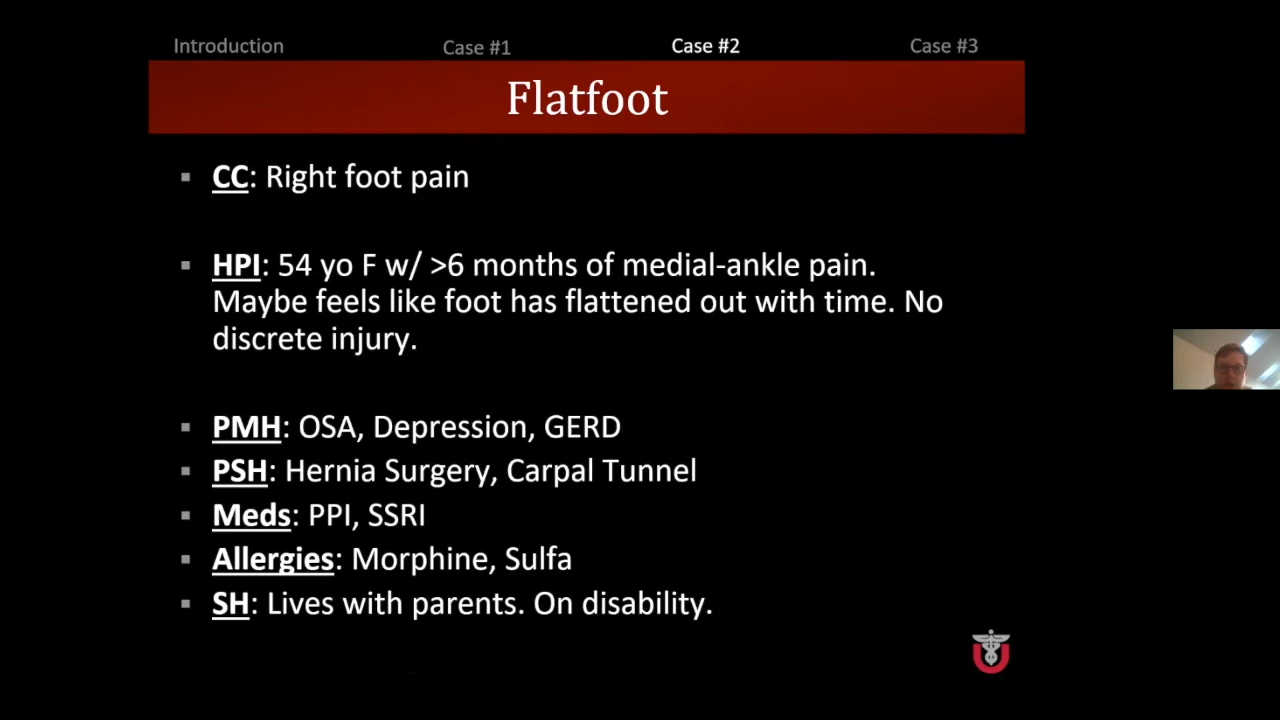 Introduction Case #1 Case #2 Case #3
Flatfoot
▪ CC: Right foot pain
▪ HPI: 54 yo F w/ >6 months of medial-ankle pain.
Maybe feels like foot has flattened out with time. No
discrete injury.
▪ PMH: OSA, Depression, GERD
▪ PSH: Hernia Surgery, Carpal Tunnel
▪ Meds: PPI, SSRI
▪ Allergies: Morphine, Sulfa
▪ SH: Lives with parents. On disability.